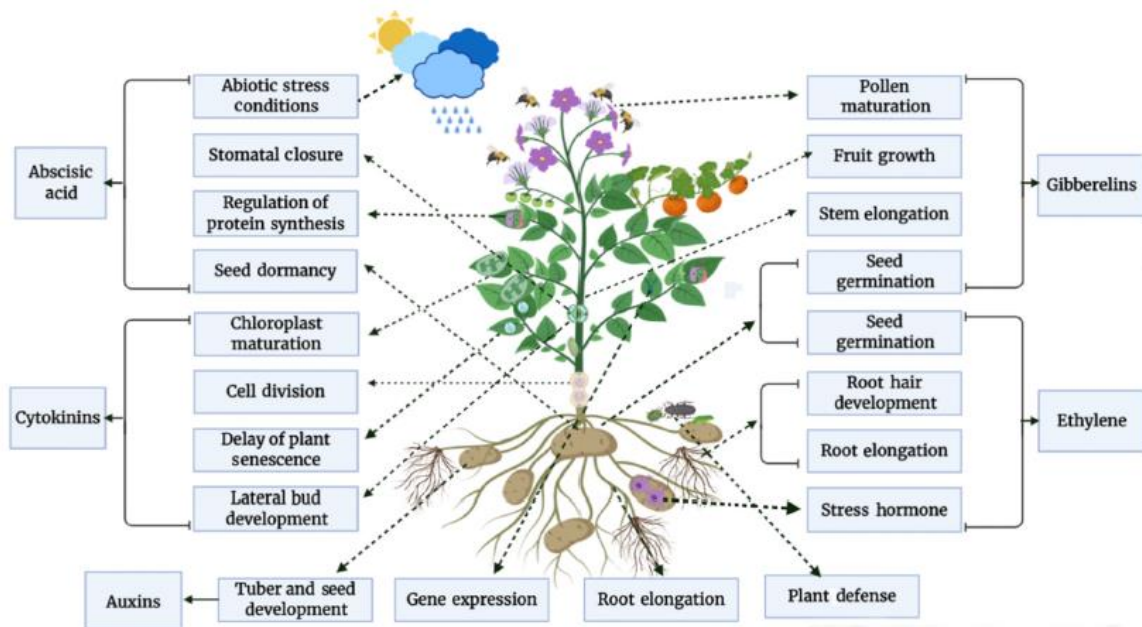 Abscisic
acid
Abiotic stress
conditions
Stomatal closure
Regulation of
protein synthesis
Seed dormancy
Cytokinins
Chloroplast
maturation
Cell division
Delay of plant
senescence
Lateral bud
development
Pollen
maturation
Fruit growth
Stem elongation
Seed
germination
Gibberelins
Seed
germination
Root hair
development
Root elongation
Stress hormone
Ethylene
Auxins
Tuber and seed
development
Gene expression
Root elongation
Plant defense